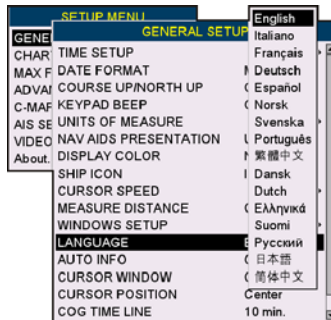 SETUP MENU
GENE
CHAR
MAX F
ADVA
C-MAF
AIS SE
VIDEO
About.
GENERAL SETUP
TIME SETUP
DATE FORMAT
COURSE UP/NORTH UP
KEYPAD BEEP
UNITS OF MEASURE
NAV AIDS PRESENTATION
DISPLAY COLOR
SHIP ICON
CURSOR SPEED
MEASURE DISTANCE
WINDOWS SETUP
LANGUAGE
AUTO INFO
CURSOR WINDOW
CURSOR POSITION Center
COG TIME LINE 10 min.
English
Italiano
Français
Deutsch
Español
Norsk
Svenska
Português
繁體中文
Dansk
Dutch
Ελληνικά
Suomi
Русский
日本語
简体中文